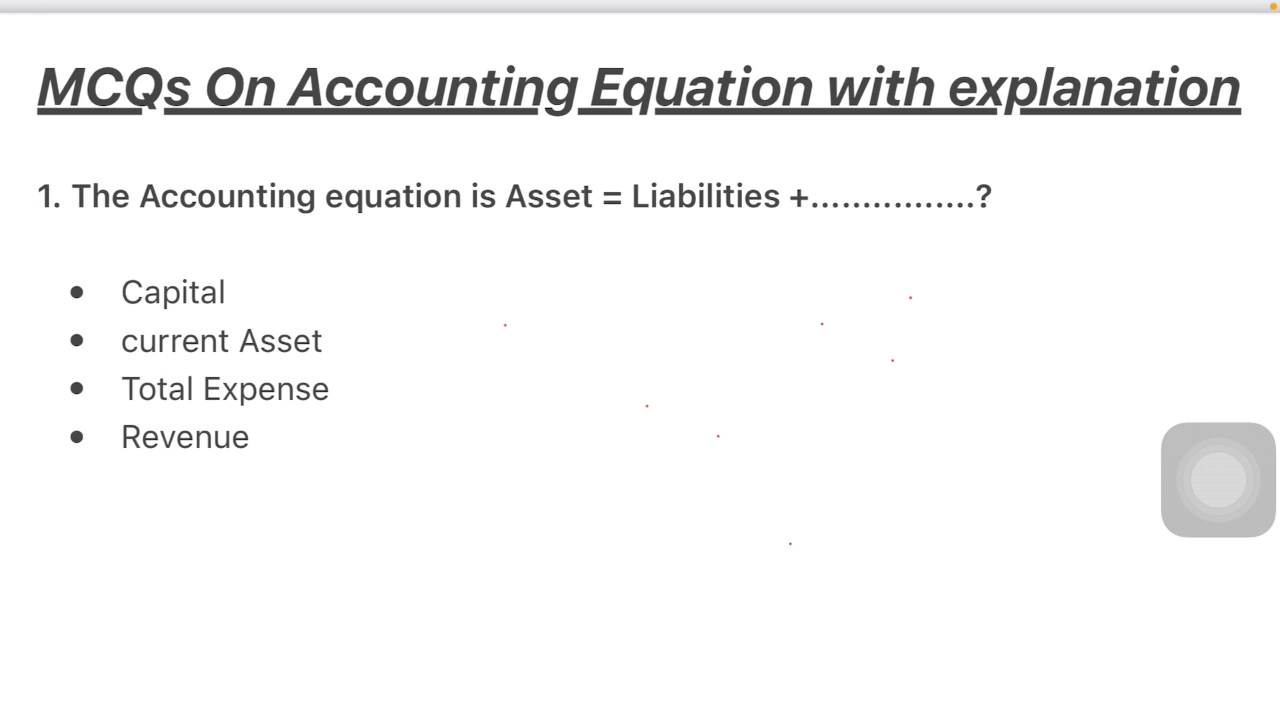 MCQs On Accounting Equation with explanation
1. The Accounting equation is Asset = Liabilities +................?
• Capital
• current Asset
• Total Expense
• Revenue